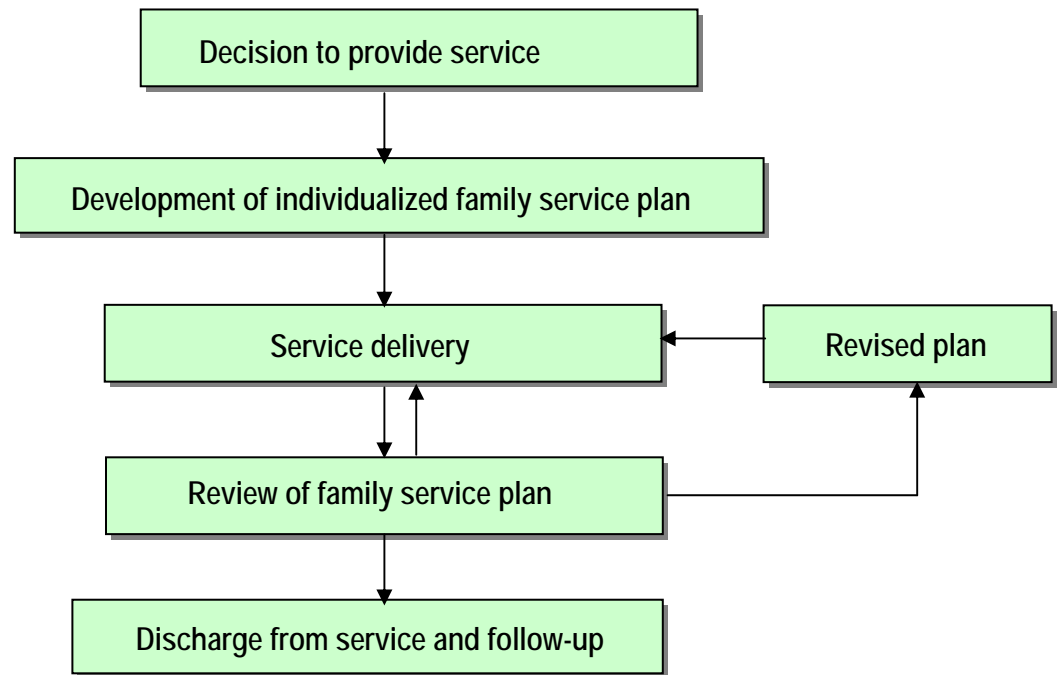 Decision to provide service
Development of individualized family service plan
Service delivery
Revised plan
Review of family service plan
Discharge from service and follow-up